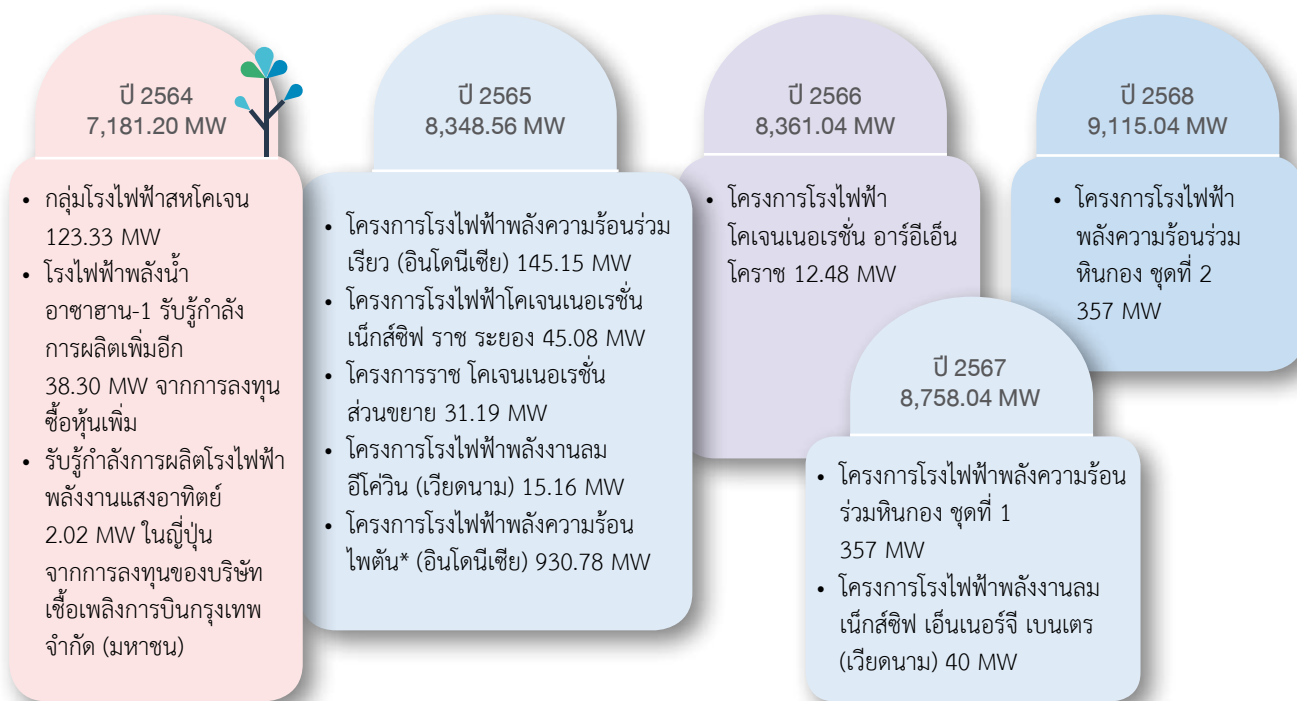 ปี 2564
7,181.20 MW
• กลุ่มโรงไฟฟ้าสหโคเจน
123.33 MW
• โรงไฟฟ้าพลังน้ำ
อาซาฮาน-1 รับรู้กำลัง
การผลิตเพิ่มอีก
38.30 MW จากการลงทุน
ซื้อหุ้นเพิ่ม
• รับรู้กำลังการผลิตโรงไฟฟ้า
พลังงานแสงอาทิตย์
2.02 MW ในญี่ปุ่น
จากการลงทุนของบริษัท
เชื้อเพลิงการบินกรุงเทพ
จำกัด (มหาชน)
ปี 2565
8,348.56 MW
• โครงการโรงไฟฟ้าพลังความร้อนร่วม
เรียว (อินโดนีเซีย) 145.15 MW
• โครงการโรงไฟฟ้าโคเจนเนอเรชั่น
เน็กส์ซิฟ ราช ระยอง 45.08 MW
• โครงการราช โคเจนเนอเรชั่น
ส่วนขยาย 31.19 MW
• โครงการโรงไฟฟ้าพลังงานลม
อีโค่วิน (เวียดนาม) 15.16 MW
• โครงการโรงไฟฟ้าพลังความร้อน
ไพตัน* (อินโดนีเซีย) 930.78 MW
ปี 2566
8,361.04 MW
• โครงการโรงไฟฟ้า
โคเจนเนอเรชั่น อาร์อีเอ็น
โคราช 12.48 MW
ปี 2567
8,758.04 MW
• โครงการโรงไฟฟ้าพลังความร้อน
ร่วมหินกอง ชุดที่ 1
357 MW
• โครงการโรงไฟฟ้าพลังงานลม
เน็กส์ซิฟ เอ็นเนอร์จี เบนเตร
(เวียดนาม) 40 MW
ปี 2568
9,115.04 MW
• โครงการโรงไฟฟ้า
พลังความร้อนร่วม
หินกอง ชุดที่ 2
357 MW